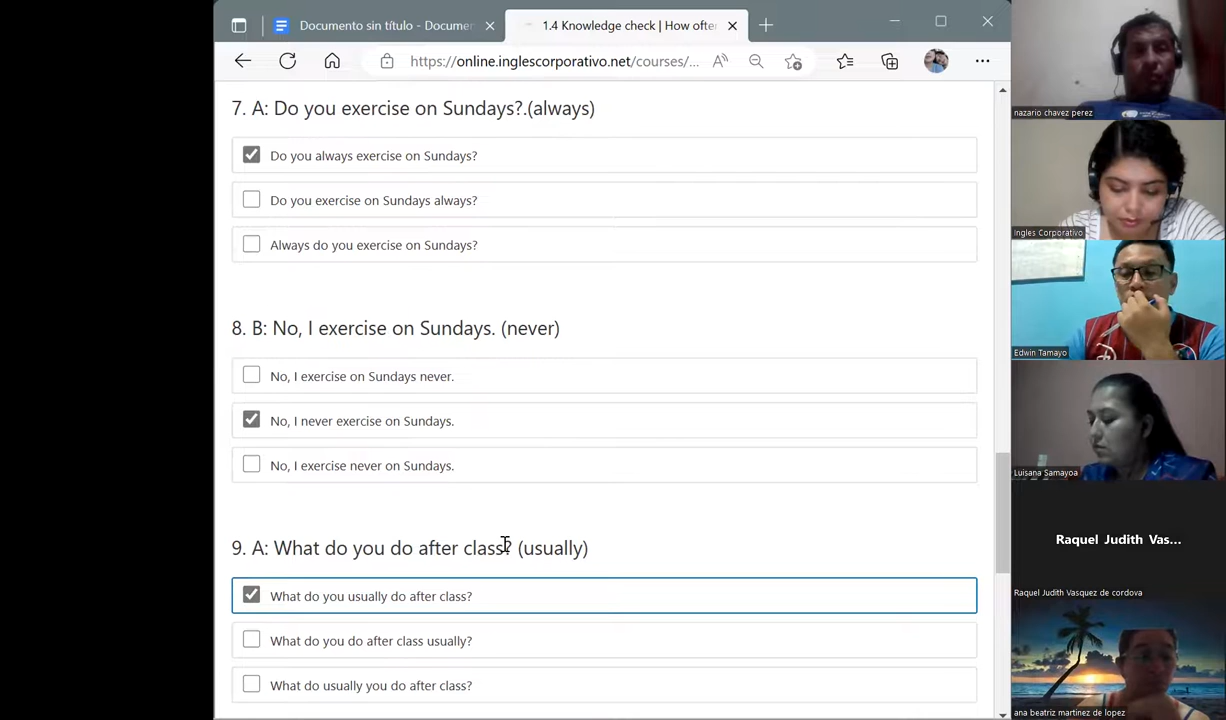 Documento sin título - Documen
1.4 Knowledge check | How often
https://online.inglescorporativo.net/courses/...
7. A: Do you exercise on Sundays?.(always)
Do you always exercise on Sundays?
Do you exercise on Sundays always?
Always do you exercise on Sundays?
8. B: No, I exercise on Sundays. (never)
No, I exercise on Sundays never.
No, I never exercise on Sundays.
No, I exercise never on Sundays.
9. A: What do you do after class? (usually)
What do you usually do after class?
What do you do after class usually?
What do usually you do after class?
nazario chavez perez
Ingles Corporativo
Edwin Tamayo
Luisana Samayoa
Raquel Judith Vas...
Raquel Judith Vasquez de cordova
ana beatriz martinez de lopez